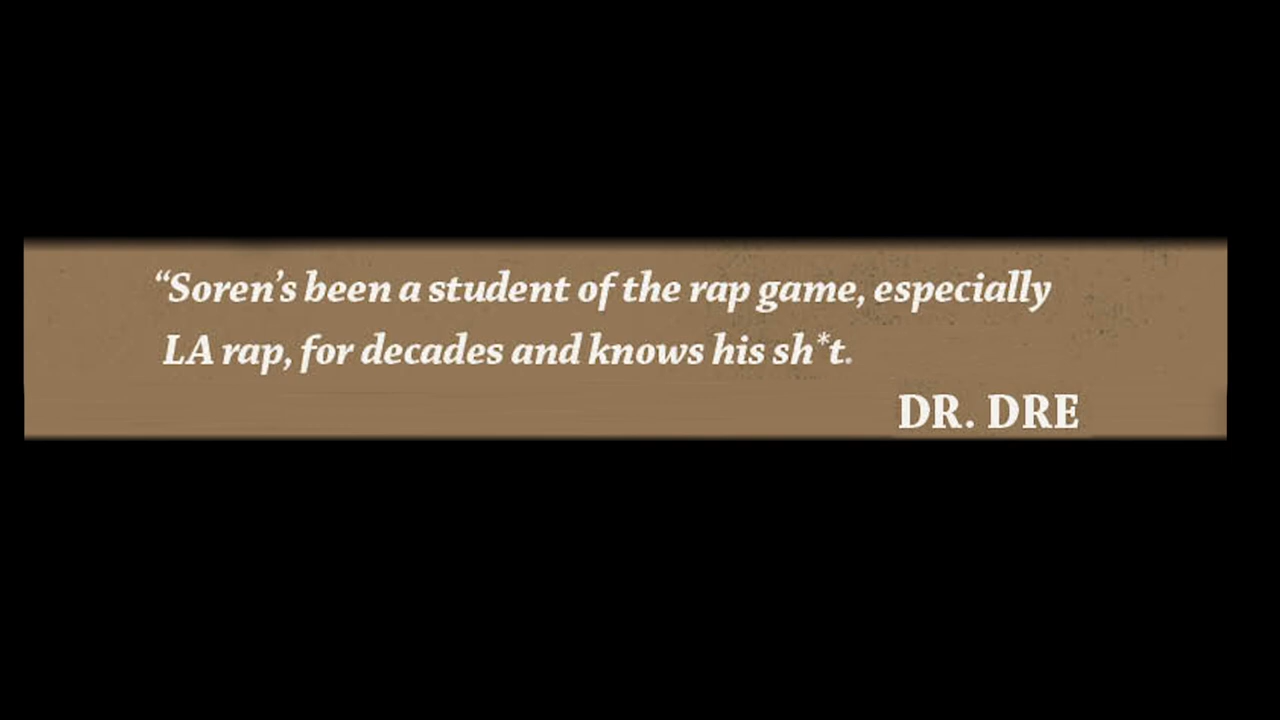 “Soren’s been a student of the rap game, especially
LA rap, for decades and knows his sh*t.
DR. DRE